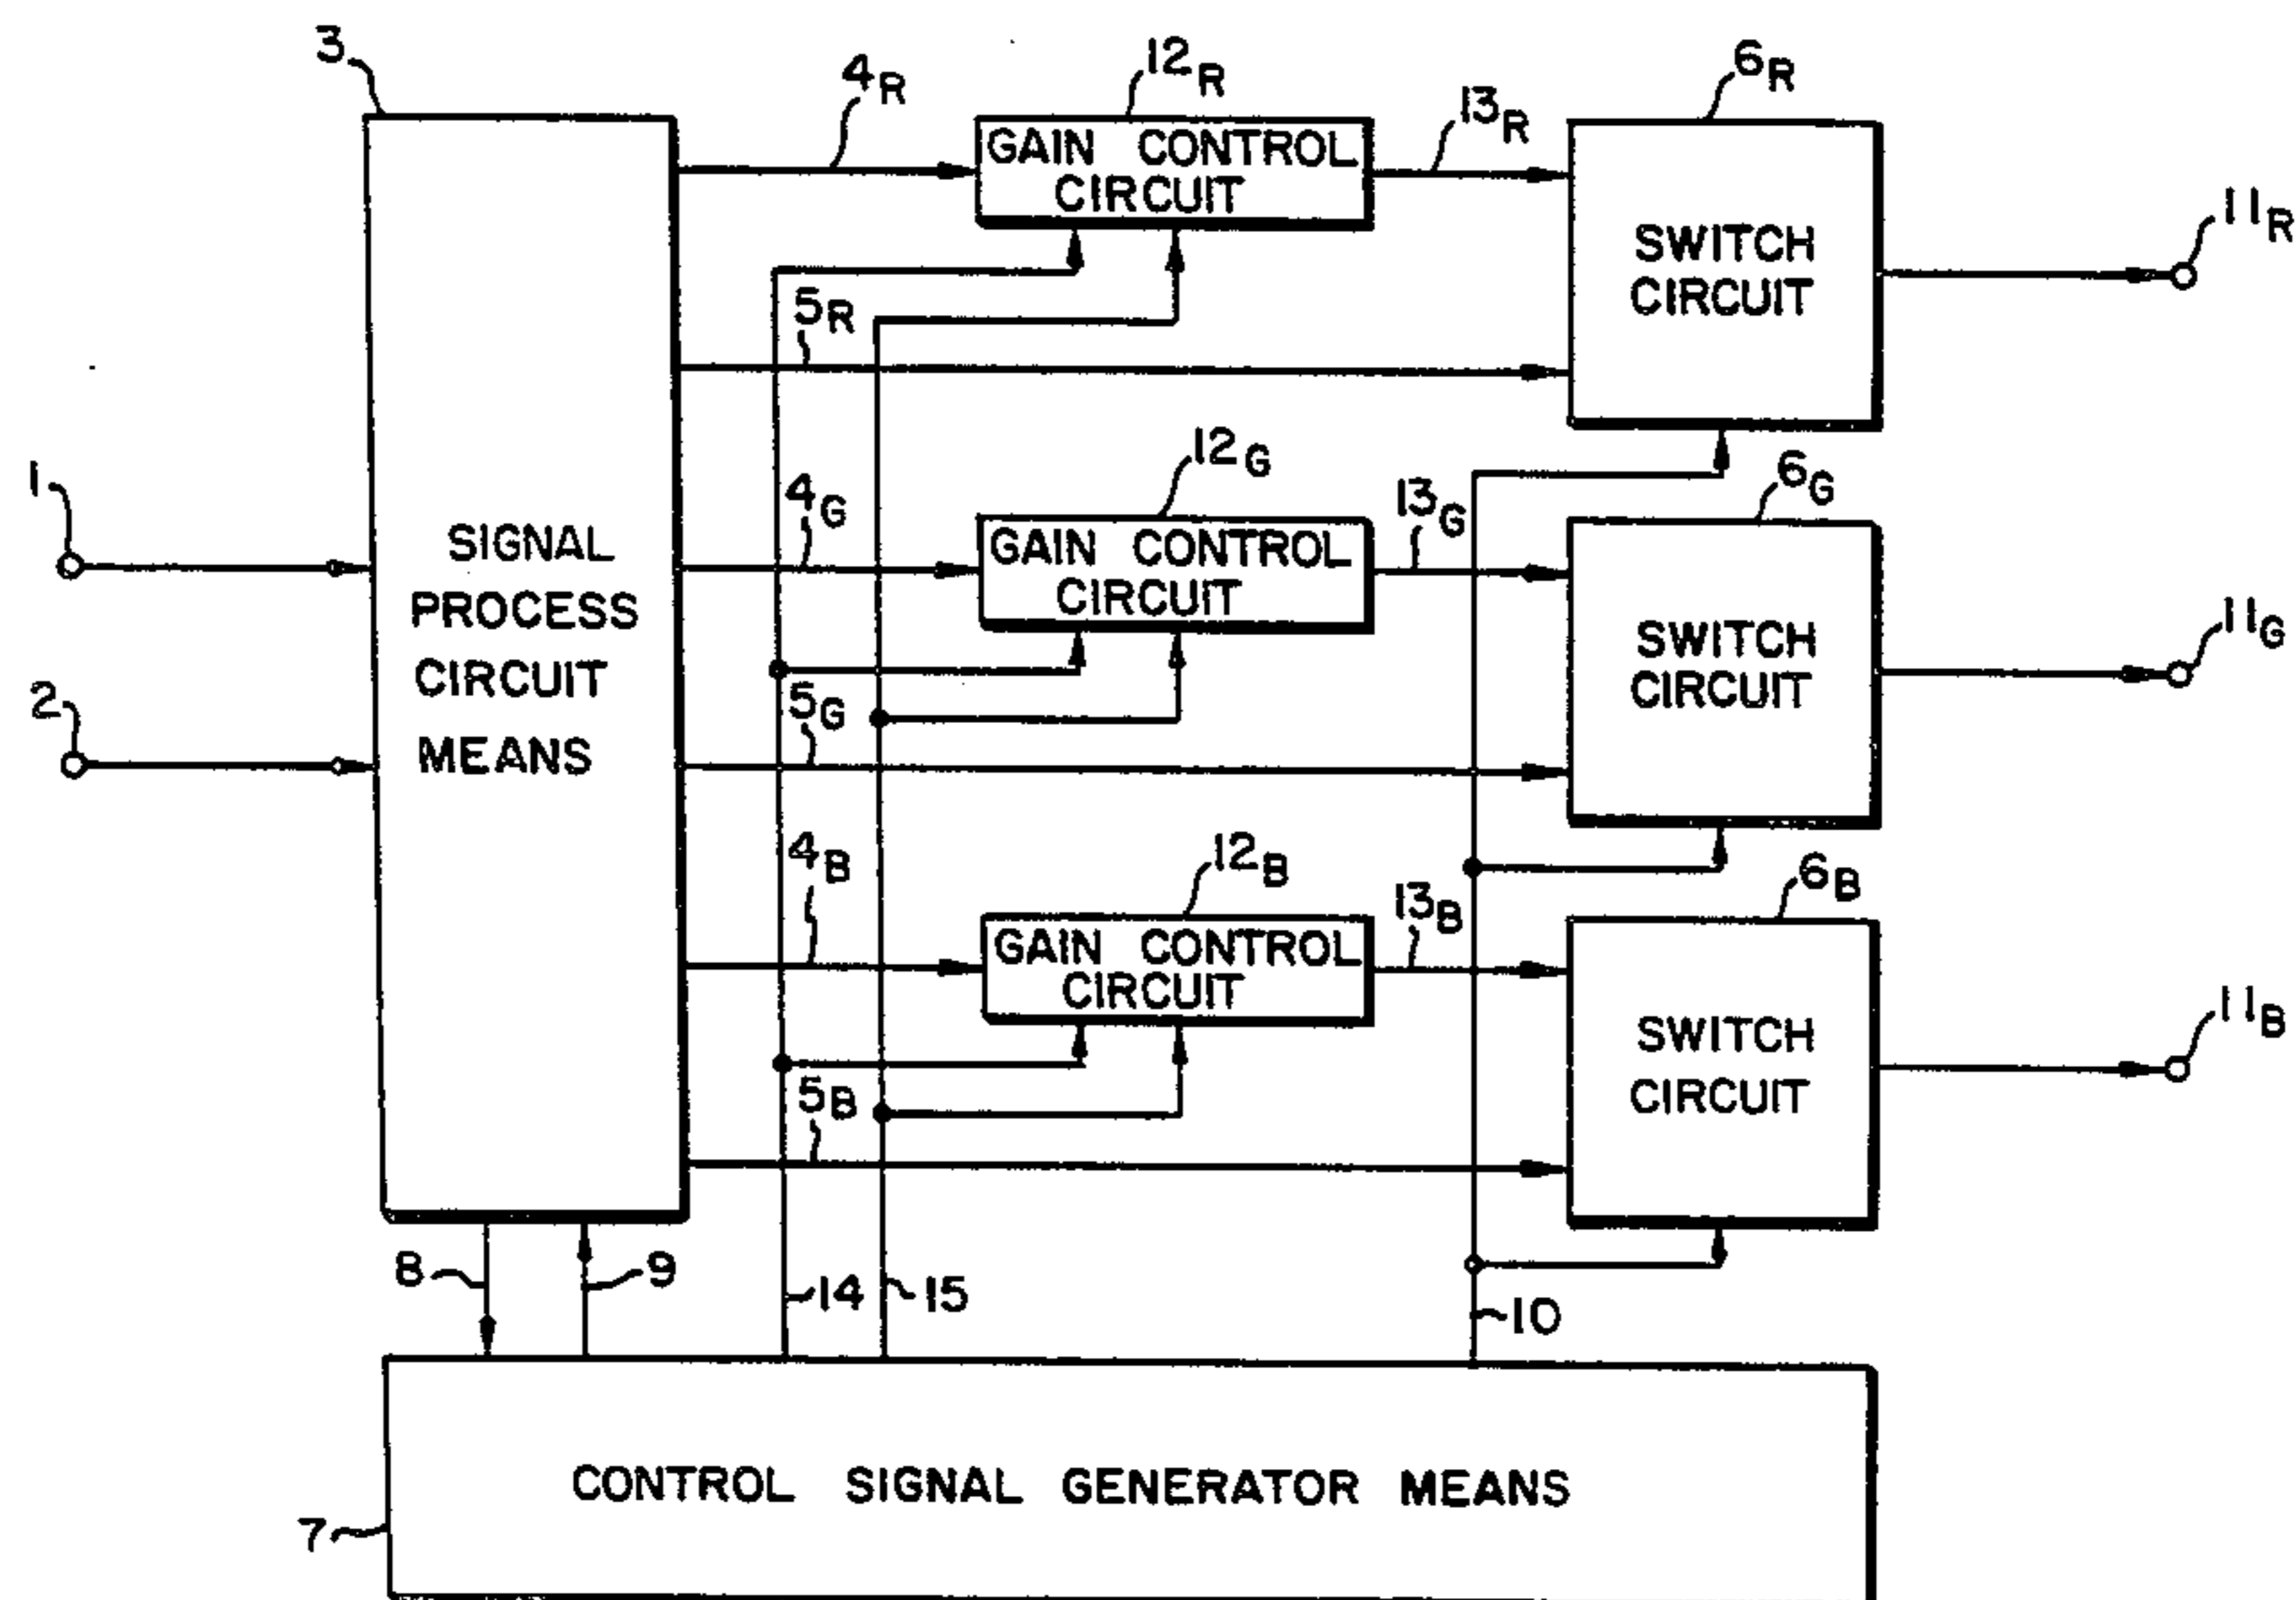 3
4R
12R
13R
6R
GAIN CONTROL
CIRCUIT
SWITCH
CIRCUIT
11R
5R
1
4G
12G
13G
6G
SIGNAL
PROCESS
CIRCUIT
MEANS
GAIN CONTROL
CIRCUIT
SWITCH
CIRCUIT
11G
2
5G
4B
12B
13B
6B
GAIN CONTROL
CIRCUIT
SWITCH
CIRCUIT
11B
5B
8
9
14
15
10
CONTROL SIGNAL GENERATOR MEANS
7